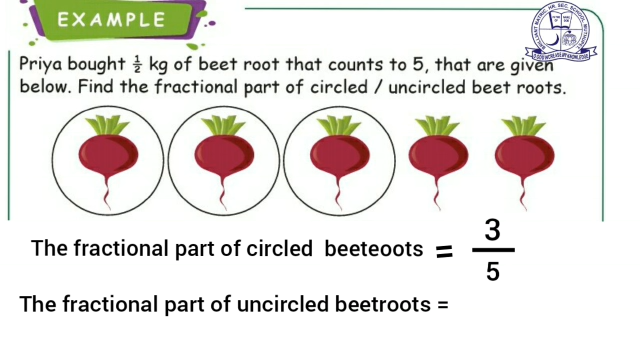 EXAMPLE
Priya bought 1/2 kg of beet root that counts to 5, that are given
below. Find the fractional part of circled / uncircled beet roots.
The fractional part of circled beeteoots = 3/5
The fractional part of uncircled beetroots =